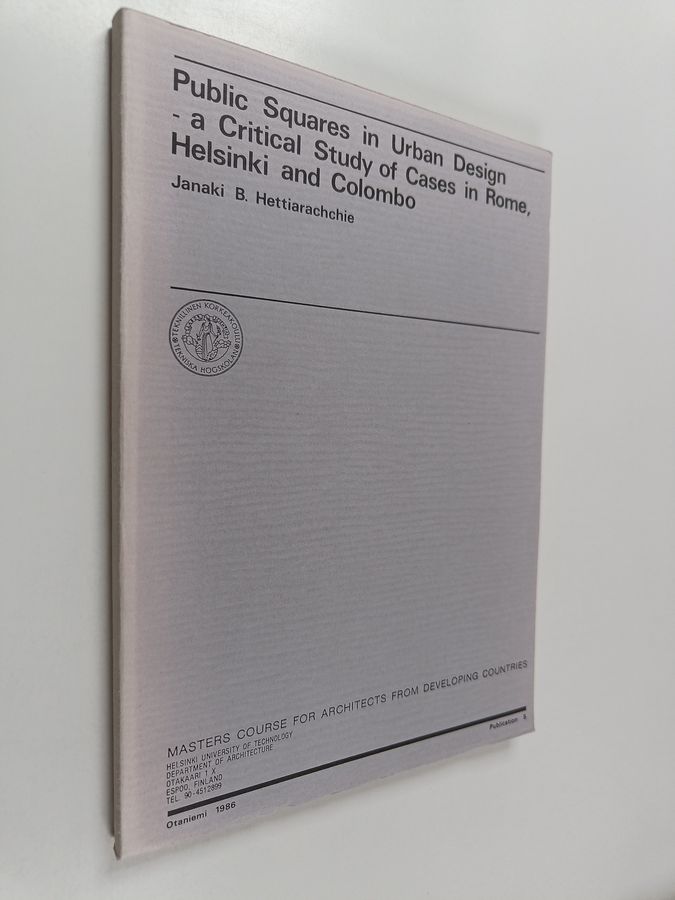 Public Squares in Urban Design
- a Critical Study of Cases in Rome,
Helsinki and Colombo
Janaki B. Hettiarachchie
TEKNILLINEN KORKEAKOULU
TEKNISKA HÖGSKOLAN
MASTERS COURSE FOR ARCHITECTS FROM DEVELOPING COUNTRIES
HELSINKI UNIVERSITY OF TECHNOLOGY
DEPARTMENT OF ARCHITECTURE
OTAKAARI 1 X
ESPOO, FINLAND
TEL. 90-4512899
Publication 5
Otaniemi 1986